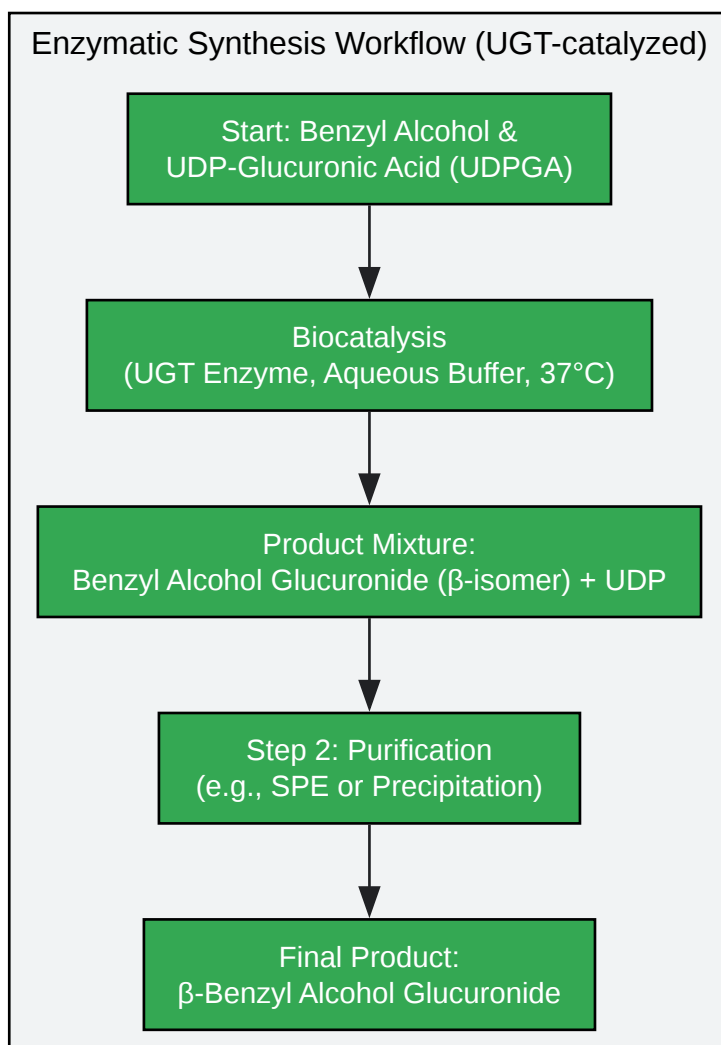 Enzymatic Synthesis Workflow (UGT-catalyzed)
Start: Benzyl Alcohol &
UDP-Glucuronic Acid (UDPGA)
Biocatalysis
(UGT Enzyme, Aqueous Buffer, 37°C)
Product Mixture:
Benzyl Alcohol Glucuronide (β-isomer) + UDP
Step 2: Purification
(e.g., SPE or Precipitation)
Final Product:
β-Benzyl Alcohol Glucuronide